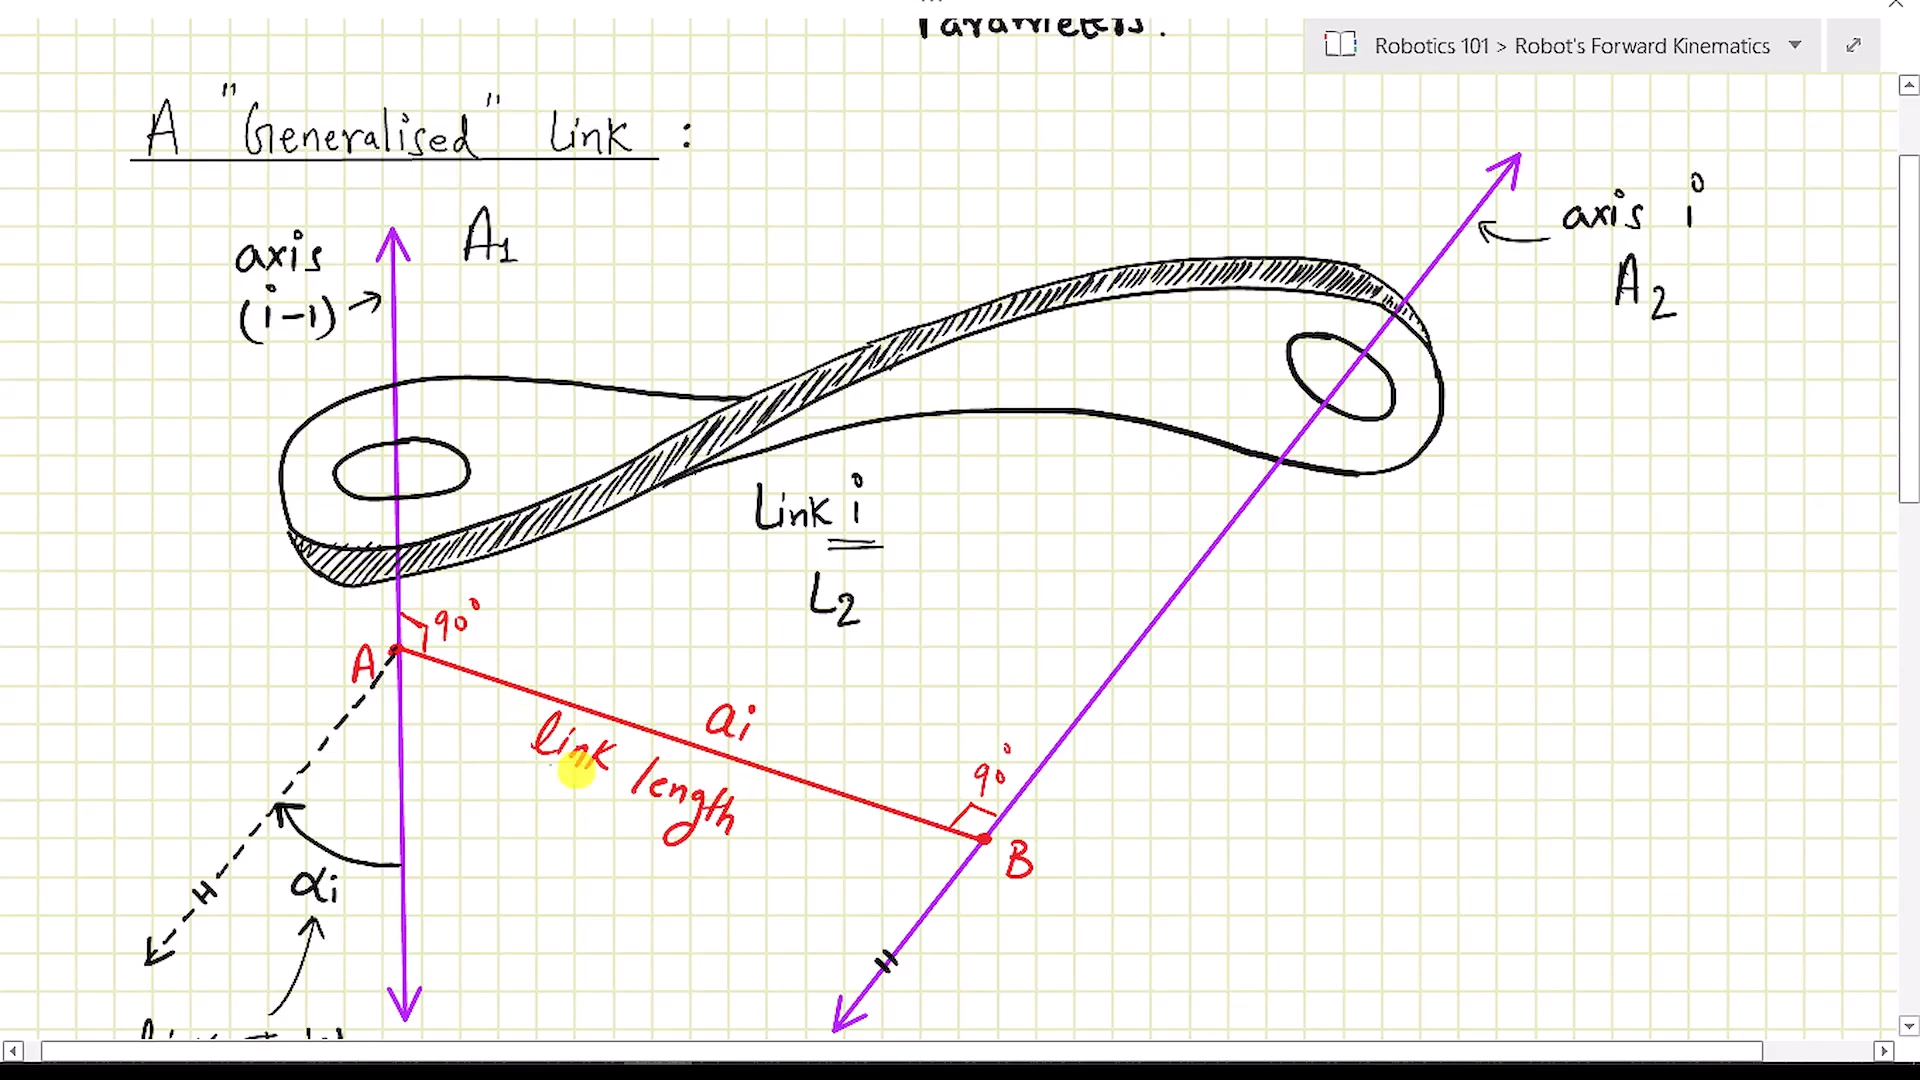 Parameters.
Robotics 101 > Robot's Forward Kinematics
A "Generalised" Link :
axis
(i-1)
A1
axis i
A2
Link i
L2
90°
A
ai
link length
90°
B
αi